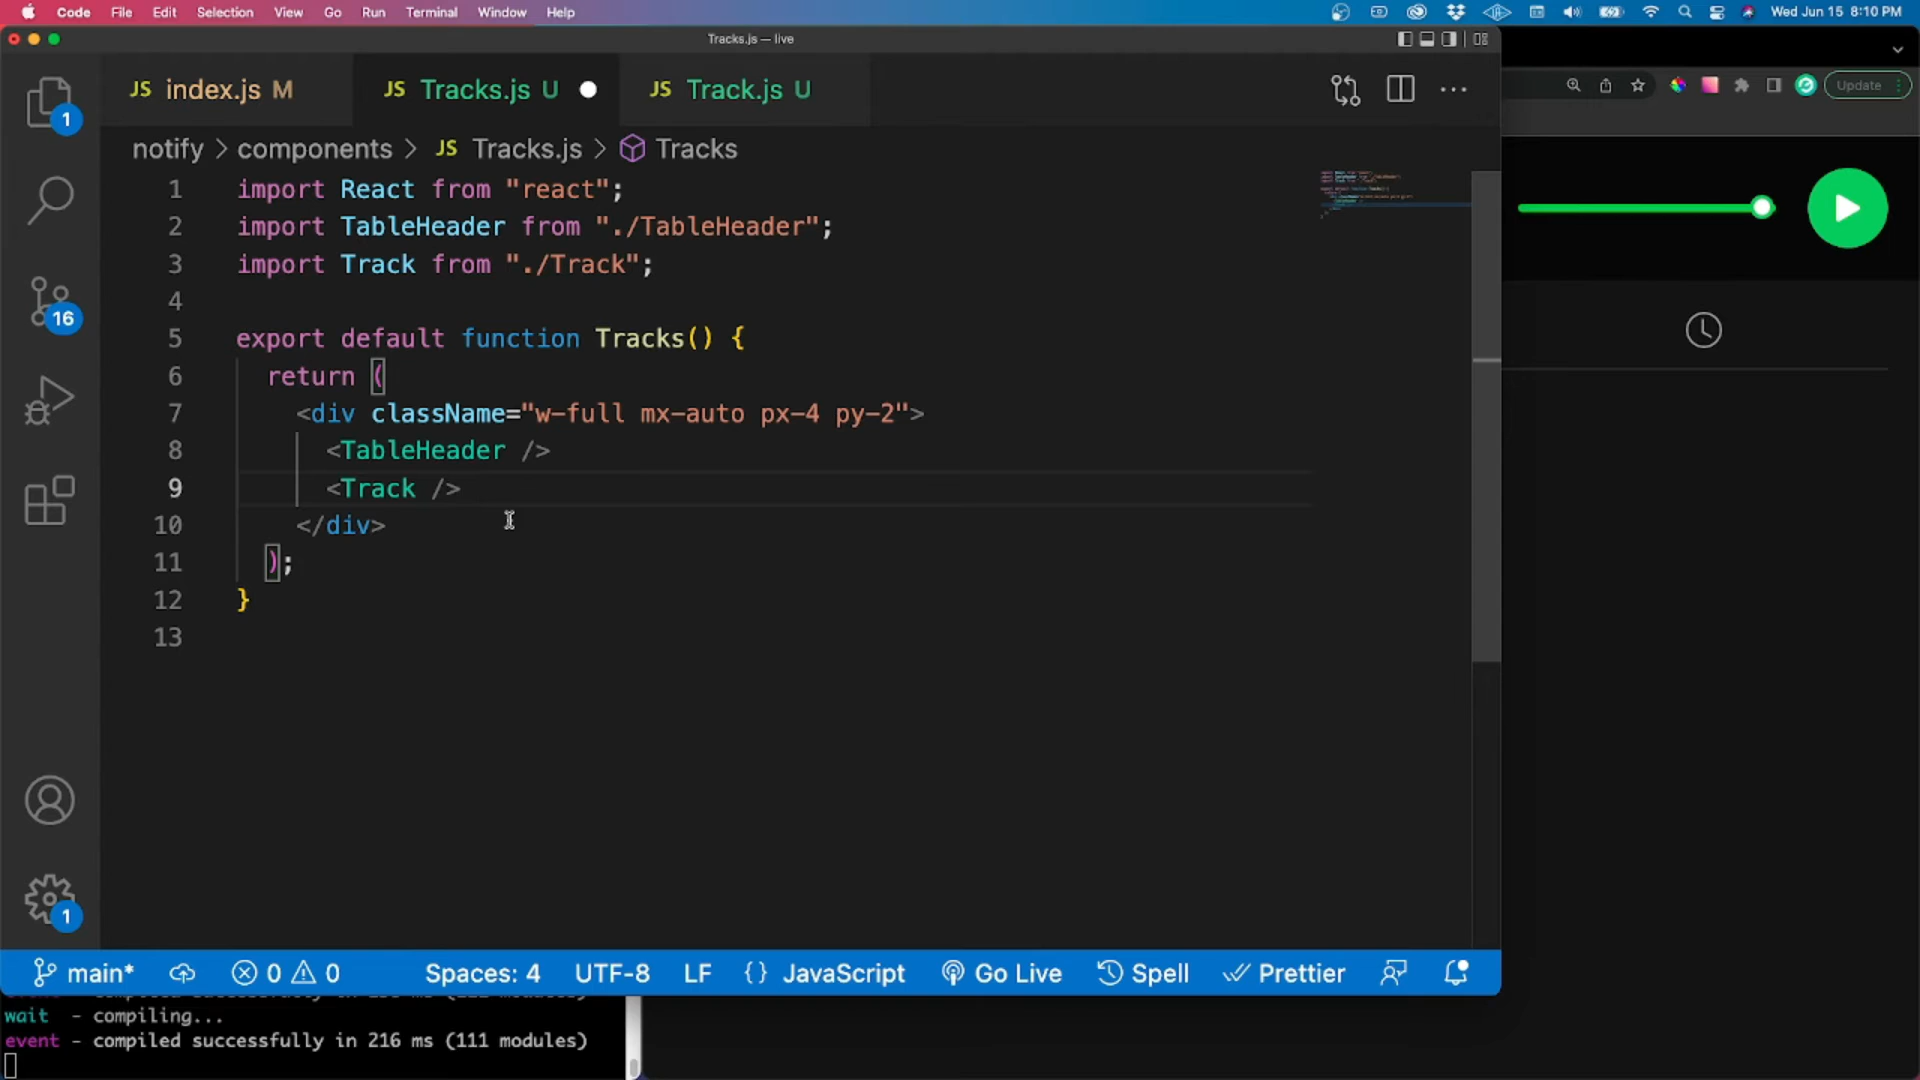 Code File Edit Selection View Go Run Terminal Window Help Wed Jun 15 8:10 PM
Tracks.js — live
JS index.js M JS Tracks.js U JS Track.js U
Update
notify > components > JS Tracks.js > Tracks
1 import React from "react";
2 import TableHeader from "./TableHeader";
3 import Track from "./Track";
4
5 export default function Tracks() {
6 return (
7 <div className="w-full mx-auto px-4 py-2">
8 <TableHeader />
9 <Track />
10 </div>
11 );
12 }
13
1
16
1
main* 0 0 Spaces: 4 UTF-8 LF {} JavaScript Go Live Spell Prettier
wait - compiling...
event - compiled successfully in 216 ms (111 modules)